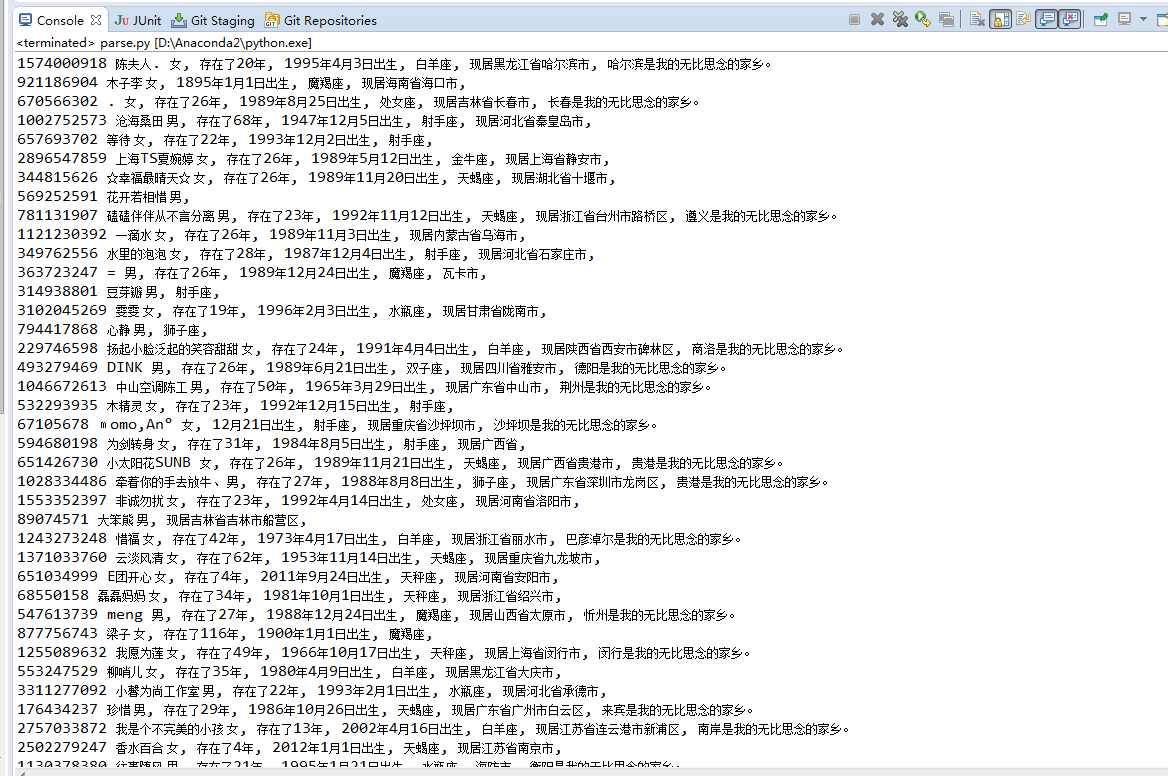 Console JUnit Git Staging Git Repositories
<terminated> parse.py [D:\Anaconda2\python.exe]
1574000918 陈夫人. 女, 存在了20年, 1995年4月3日出生, 白羊座, 现居黑龙江省哈尔滨市, 哈尔滨是我的无比思念的家乡。
921186904 木子李 女, 1895年1月1日出生, 魔羯座, 现居海南省海口市,
670566302 . 女, 存在了26年, 1989年8月25日出生, 处女座, 现居吉林省长春市, 长春是我的无比思念的家乡。
1002752573 沧海桑田 男, 存在了68年, 1947年12月5日出生, 射手座, 现居河北省秦皇岛市,
657693702 等待 女, 存在了22年, 1993年12月2日出生, 射手座,
2896547859 上海TS夏婉婷 女, 存在了26年, 1989年5月12日出生, 金牛座, 现居上海省静安市,
344815626 ☆幸福最晴天☆ 女, 存在了26年, 1989年11月20日出生, 天蝎座, 现居湖北省十堰市,
569252591 花开若相惜 男,
781131907 磕磕伴伴从不言分离 男, 存在了23年, 1992年11月12日出生, 天蝎座, 现居浙江省台州市路桥区, 遵义是我的无比思念的家乡。
1121230392 一滴水 女, 存在了26年, 1989年11月3日出生, 现居内蒙古省乌海市,
349762556 水里的泡泡 女, 存在了28年, 1987年12月4日出生, 射手座, 现居河北省石家庄市,
363723247 = 男, 存在了26年, 1989年12月24日出生, 魔羯座, 瓦卡市,
314938801 豆芽瓣 男, 射手座,
3102045269 雯雯 女, 存在了19年, 1996年2月3日出生, 水瓶座, 现居甘肃省陇南市,
794417868 心静 男, 狮子座,
229746598 扬起小脸泛起的笑容甜甜 女, 存在了24年, 1991年4月4日出生, 白羊座, 现居陕西省西安市碑林区, 商洛是我的无比思念的家乡。
493279469 DINK 男, 存在了26年, 1989年6月21日出生, 双子座, 现居四川省雅安市, 德阳是我的无比思念的家乡。
1046672613 中山空调陈工 男, 存在了50年, 1965年3月29日出生, 现居广东省中山市, 荆州是我的无比思念的家乡。
532293935 木精灵 女, 存在了23年, 1992年12月15日出生, 射手座,
67105678 momo,An° 女, 12月21日出生, 射手座, 现居重庆省沙坪坝市, 沙坪坝是我的无比思念的家乡。
594680198 为剑转身 女, 存在了31年, 1984年8月5日出生, 射手座, 现居广西省,
651426730 小太阳花SUNB 女, 存在了26年, 1989年11月21日出生, 天蝎座, 现居广西省贵港市, 贵港是我的无比思念的家乡。
1028334486 牵着你的手去放牛、男, 存在了27年, 1988年8月8日出生, 狮子座, 现居广东省深圳市龙岗区, 贵港是我的无比思念的家乡。
1553352397 非诚勿扰 女, 存在了23年, 1992年4月14日出生, 处女座, 现居河南省洛阳市,
89074571 大笨熊 男, 现居吉林省吉林市船营区,
1243273248 惜福 女, 存在了42年, 1973年4月17日出生, 白羊座, 现居浙江省丽水市, 巴彦淖尔是我的无比思念的家乡。
1371033760 云淡风清 女, 存在了62年, 1953年11月14日出生, 天蝎座, 现居重庆省九龙坡市,
651034999 E团开心 女, 存在了4年, 2011年9月24日出生, 天秤座, 现居河南省安阳市,
68550158 磊磊妈妈 女, 存在了34年, 1981年10月1日出生, 天秤座, 现居浙江省绍兴市,
547613739 meng 男, 存在了27年, 1988年12月24日出生, 魔羯座, 现居山西省太原市, 忻州是我的无比思念的家乡。
877756743 梁子 女, 存在了116年, 1900年1月1日出生, 魔羯座,
1255089632 我愿为莲 女, 存在了49年, 1966年10月17日出生, 天秤座, 现居上海省闵行市, 闵行是我的无比思念的家乡。
553247529 柳哨儿 女, 存在了35年, 1980年4月9日出生, 白羊座, 现居黑龙江省大庆市,
3311277092 小馨为尚工作室 男, 存在了22年, 1993年2月1日出生, 水瓶座, 现居河北省承德市,
176434237 珍惜 男, 存在了29年, 1986年10月26日出生, 天蝎座, 现居广东省广州市白云区, 来宾是我的无比思念的家乡。
2757033872 我是个不完美的小孩 女, 存在了13年, 2002年4月16日出生, 白羊座, 现居江苏省连云港市新浦区, 南岸是我的无比思念的家乡。
2502279247 香水百合 女, 存在了4年, 2012年1月1日出生, 天蝎座, 现居江苏省南京市,
1130378380 往事随风 男, 存在了21年, 1995年1月21日出生, 水瓶座, 海防市, 衡阳是我的无比思念的家乡。